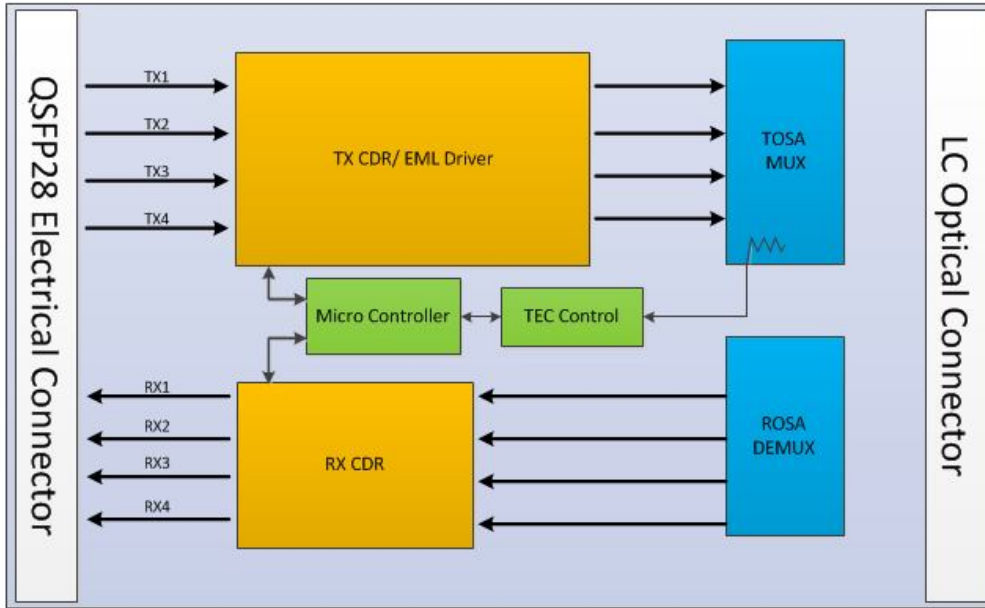 QSFP28 Electrical Connector
TX1
TX2
TX3
TX4
TX CDR/ EML Driver
TOSA
MUX
LC Optical Connector
Micro Controller
TEC Control
RX1
RX2
RX3
RX4
RX CDR
ROSA
DEMUX